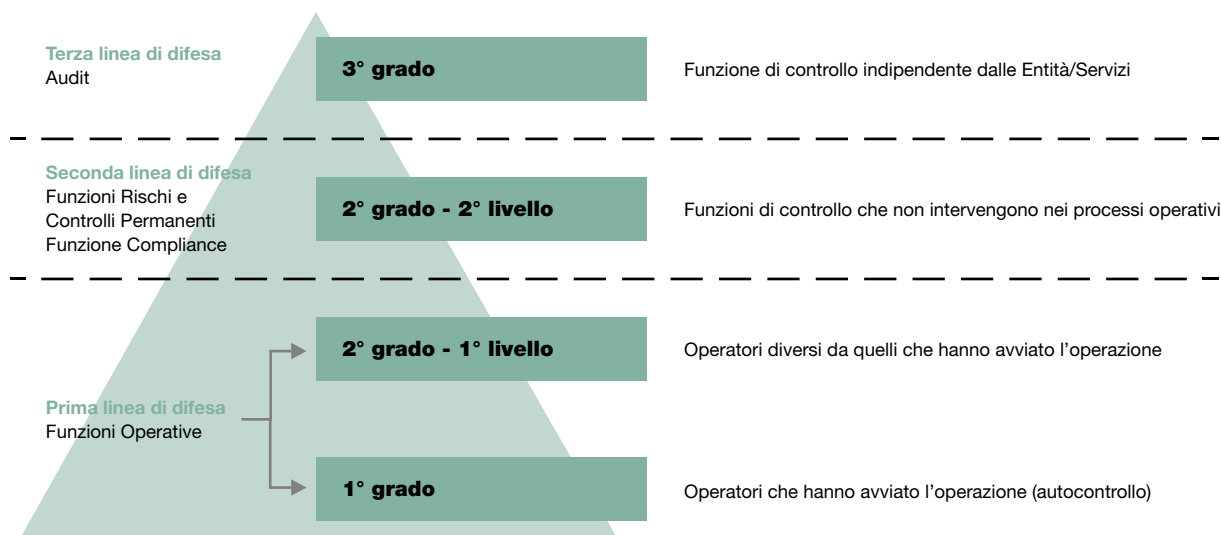 Terza linea di difesa
Audit
3° grado
Funzione di controllo indipendente dalle Entità/Servizi
Seconda linea di difesa
Funzioni Rischi e
Controlli Permanenti
Funzione Compliance
2° grado - 2° livello
Funzioni di controllo che non intervengono nei processi operativi
2° grado - 1° livello
Operatori diversi da quelli che hanno avviato l’operazione
Prima linea di difesa
Funzioni Operative
1° grado
Operatori che hanno avviato l’operazione (autocontrollo)